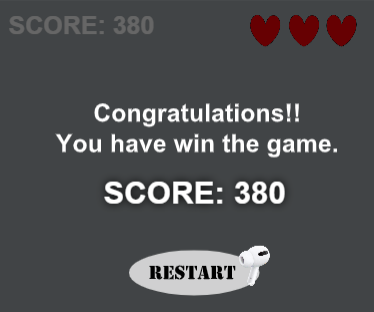 SCORE: 380
Congratulations!!
You have win the game.
SCORE: 380
RESTART